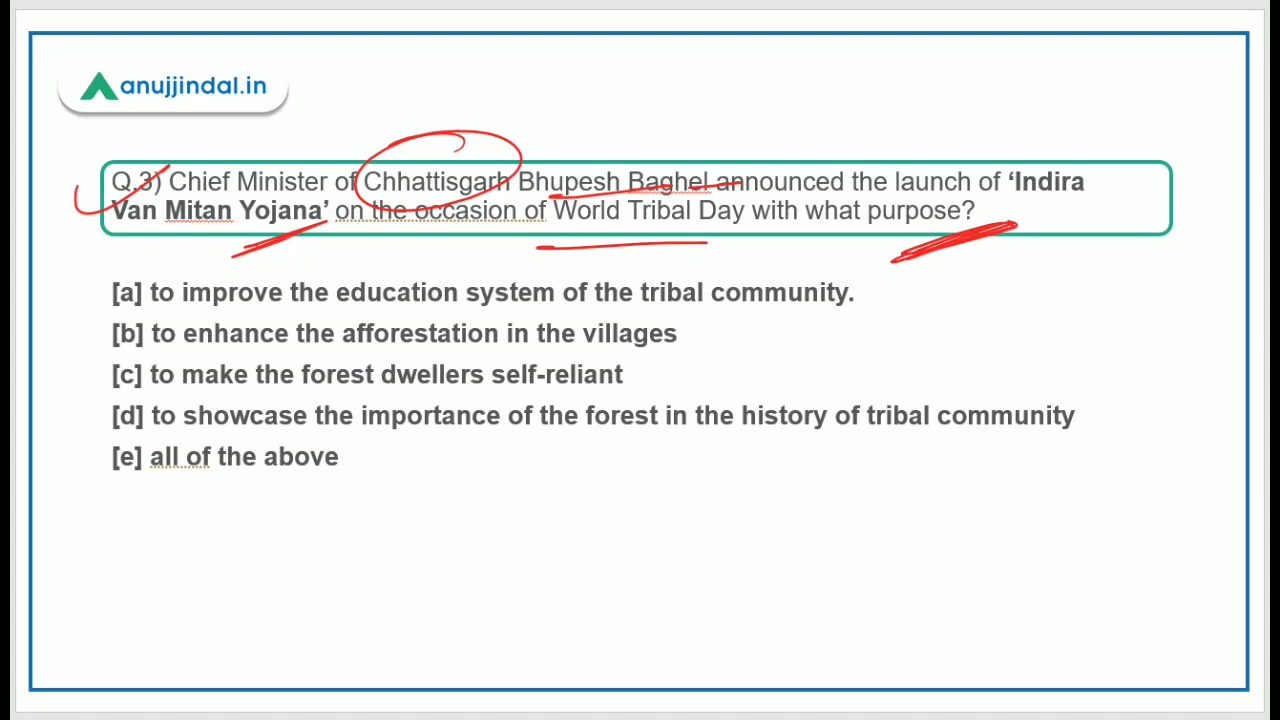 anujjindal.in
Q.3) Chief Minister of Chhattisgarh Bhupesh Baghel announced the launch of ‘Indira
Van Mitan Yojana’ on the occasion of World Tribal Day with what purpose?
[a] to improve the education system of the tribal community.
[b] to enhance the afforestation in the villages
[c] to make the forest dwellers self-reliant
[d] to showcase the importance of the forest in the history of tribal community
[e] all of the above